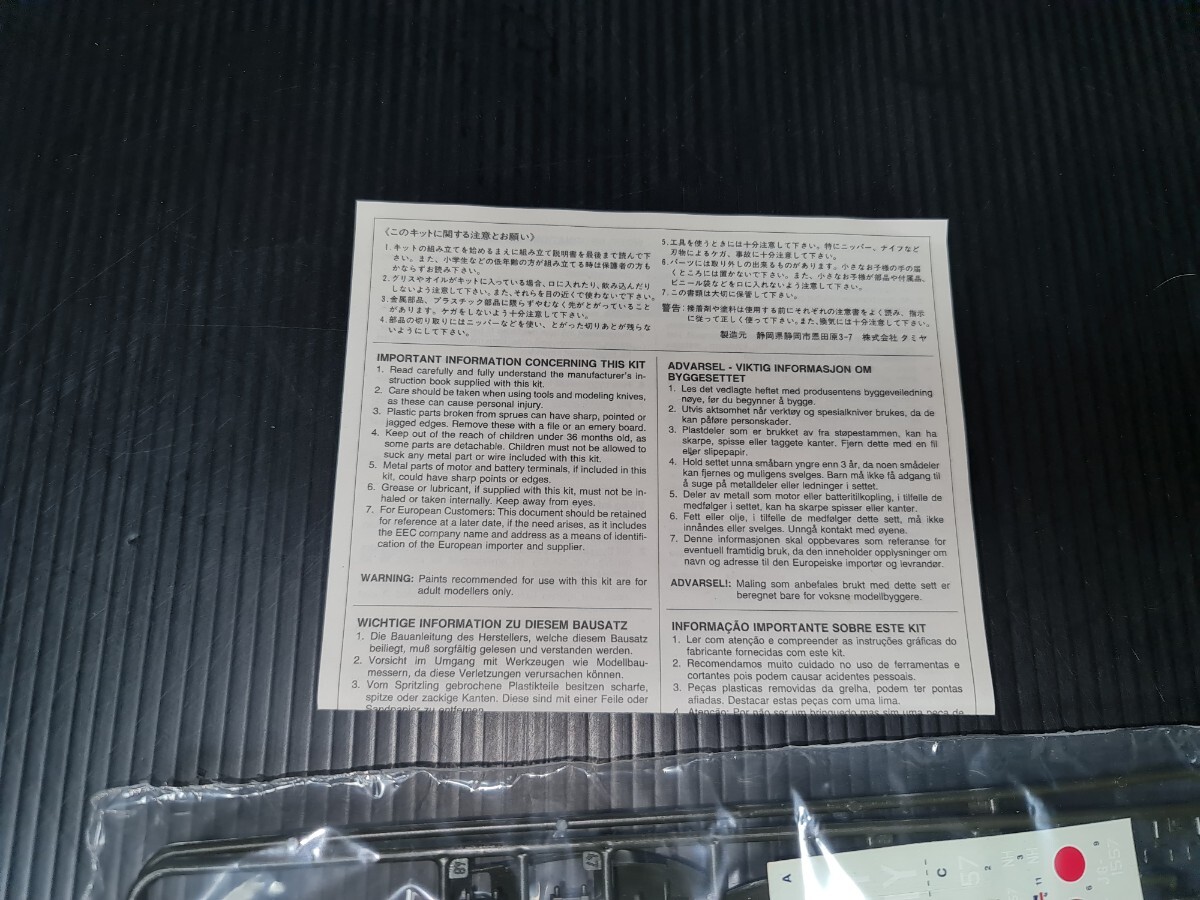 《このキットに関する注意とお願い》
1. キットの組み立てを始めるまえに組み立て説明書を最後まで読んで下
さい。また、小学生などの低年齢の方が組み立てる時は保護者の方も
かならずお読み下さい。
2. グリスやオイルがキットに入っている場合、口に入れたり、飲み込んだり
しないよう注意して下さい。また、それらを目の近くで使わないで下さい。
3. 金属部品、プラスチック部品に限らずやむなく先がとがっていること
があります。ケガをしないよう十分注意して下さい。
4. 部品の切り取りにはニッパーなどを使い、とがった切りあとが残らな
いようにして下さい。
5. 工具を使うときには十分注意して下さい。特にニッパー、ナイフなど
刃物によるケガ、事故に十分注意して下さい。
6. パーツには取り外しの出来るものがあります。小さなお子様の手の届
くところには置かないで下さい。また、小さなお子様が部品や付属品、
ビニール袋などを口に入れないよう注意して下さい。
7. この書類は大切に保管して下さい。
警告: 接着剤や塗料は使用する前にそれぞれの注意書をよく読み、指示
に従って正しく使って下さい。また、換気には十分注意して下さい。
製造元 静岡県静岡市恩田原3-7 株式会社 タミヤ
IMPORTANT INFORMATION CONCERNING THIS KIT
1. Read carefully and fully understand the manufacturer's in-
struction book supplied with this kit.
2. Care should be taken when using tools and modeling knives,
as these can cause personal injury.
3. Plastic parts broken from sprues can have sharp, pointed or
jagged edges. Remove these with a file or an emery board.
4. Keep out of the reach of children under 36 months old, as
some parts are detachable. Children must not be allowed to
suck any metal part or wire included with this kit.
5. Metal parts of motor and battery terminals, if included in this
kit, could have sharp points or edges.
6. Grease or lubricant, if supplied with this kit, must not be in-
haled or taken internally. Keep away from eyes.
7. For European Customers: This document should be retained
for reference at a later date, if the need arises, as it includes
the EEC company name and address as a means of identifi-
cation of the European importer and supplier.
WARNING: Paints recommended for use with this kit are for
adult modellers only.
ADVARSEL - VIKTIG INFORMASJON OM
BYGGESETTET
1. Les det vedlagte heftet med produsentens byggeveiledning
nøye, før du begynner å bygge.
2. Utvis aktsomhet når verktøy og spesialkniver brukes, da de
kan påføre personskader.
3. Plastdeler som er brukket av fra støpestammen, kan ha
skarpe, spisse eller taggete kanter. Fjern dette med en fil
eller slipepapir.
4. Hold settet unna småbarn yngre enn 3 år, da noen smådeler
kan fjernes og muligens svelges. Barn må ikke få adgang til
å suge på metalldeler eller ledninger i settet.
5. Deler av metall som motor eller batteritilkopling, i tilfelle de
medfølger i settet, kan ha skarpe spisser eller kanter.
6. Fett eller olje, i tilfelle de medfølger dette sett, må ikke
innåndes eller svelges. Unngå kontakt med øyene.
7. Denne informasjonen skal oppbevares som referanse for
eventuell framtidig bruk, da den inneholder opplysninger om
navn og adresse til den Europeiske importør og levrandør.
ADVARSEL!: Maling som anbefales brukt med dette sett er
beregnet bare for voksne modellbyggere.
WICHTIGE INFORMATION ZU DIESEM BAUSATZ
1. Die Bauanleitung des Herstellers, welche diesem Bausatz
beiliegt, muß sorgfältig gelesen und verstanden werden.
2. Vorsicht im Umgang mit Werkzeugen wie Modellbau-
messern, da diese Verletzungen verursachen können.
3. Vom Spritzling gebrochene Plastikteile besitzen scharfe,
spitze oder zackige Kanten. Diese sind mit einer Feile oder
Sandpapier zu entfernen.
INFORMAÇÃO IMPORTANTE SOBRE ESTE KIT
1. Ler com atenção e compreender as instruções gráficas do
fabricante fornecidas com este kit.
2. Recomendamos muito cuidado no uso de ferramentas e
cortantes pois podem causar acidentes pessoais.
3. Peças plasticas removidas da grelha, podem ter pontas
afiadas. Destacar estas peças com uma lima.
4. Atenção: Por não ser um brinquedo mas sim uma peça de
A
Y
C
57
2
3
11
9
6